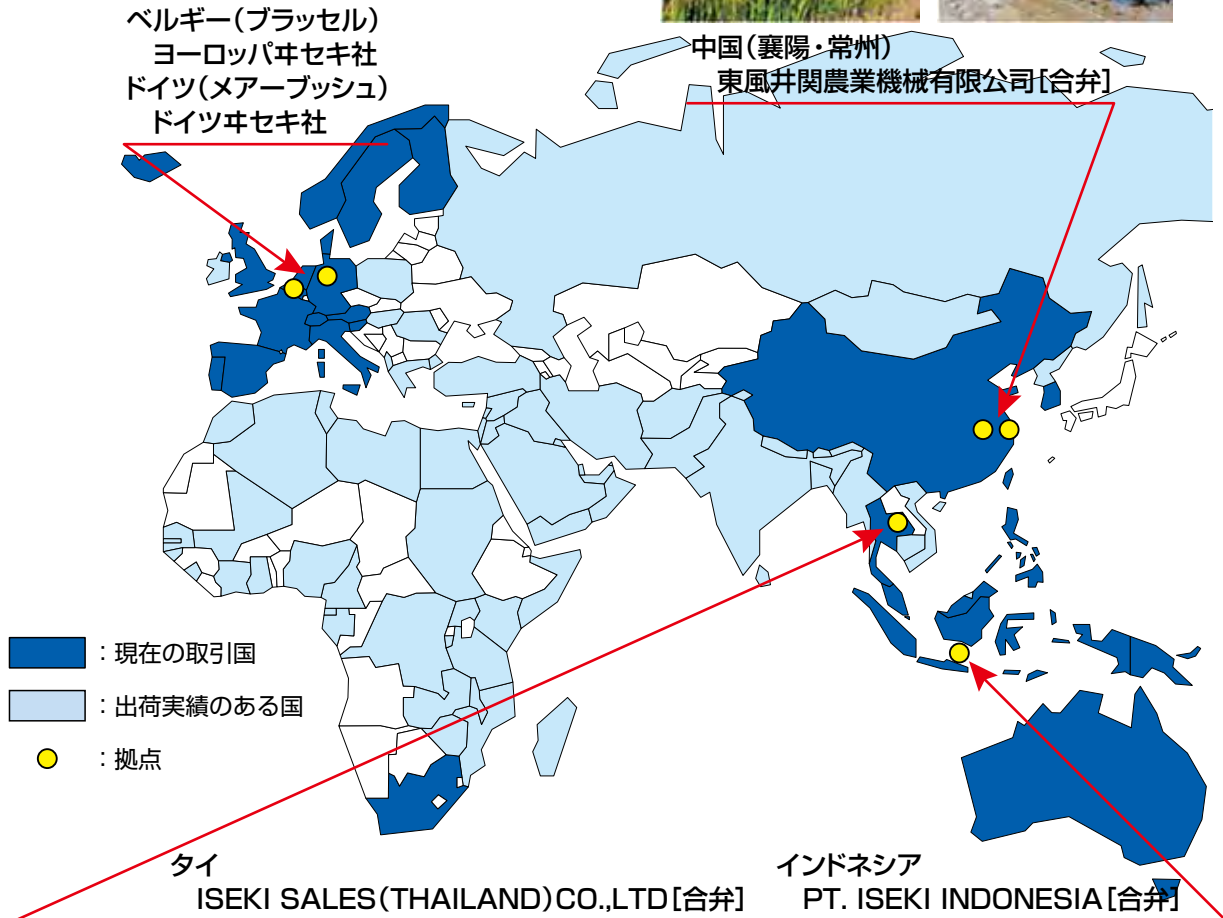 ベルギー(ブラッセル)
ヨーロッパヰセキ社
ドイツ(メアーブッシュ)
ドイツヰセキ社
中国(襄陽・常州)
東風井関農業機械有限公司[合弁]
:現在の取引国
:出荷実績のある国
:拠点
タイ
ISEKI SALES(THAILAND)CO.,LTD[合弁]
インドネシア
PT. ISEKI INDONESIA[合弁]